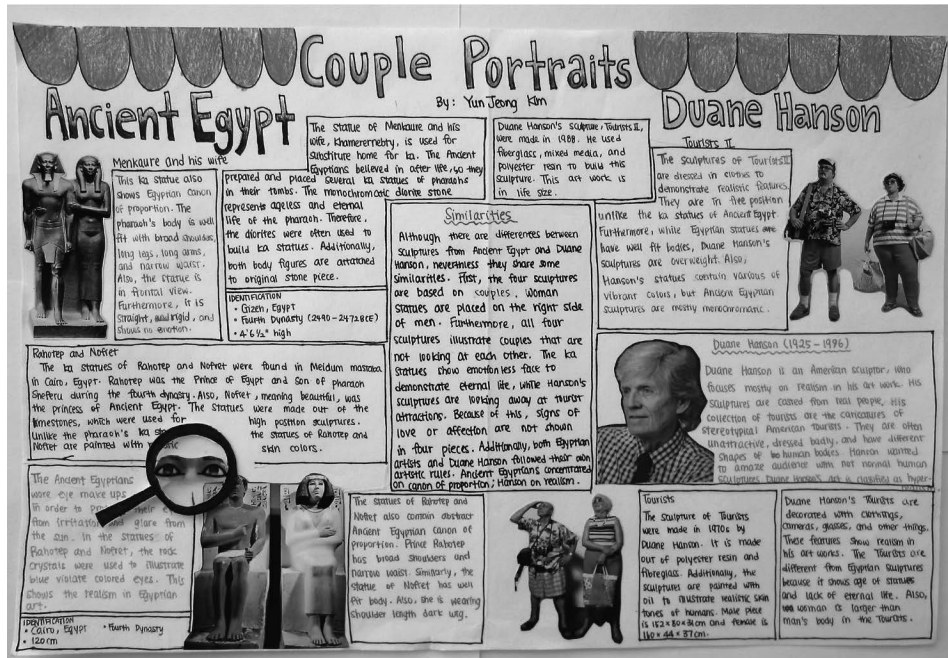 Couple Portraits
By: Yun Jeong Kim
Ancient Egypt
Duane Hanson
Menkaure and his wife
This ka statue also
shows Egyptian canon
of proportion. The
pharaoh's body is well
fit with broad shoulders,
long legs, long arms,
and narrow waist.
Also, the statue is
in frontal view.
Furthermore, it is
straight, and rigid, and
shows no emotion.
The statue of Menkaure and his
wife, Khamerernebty, is used for
substitute home for ka. The Ancient
Egyptians believed in after life, so they
prepared and placed several ka statues of pharaohs
in their tombs. The monochromatic diorite stone
represents ageless and eternal
life of the pharaoh. Therefore,
the diorites were often used to
build ka statues. Additionally,
both body figures are attatched
to original stone piece.
IDENTIFICATION
• Gizeh, Egypt
• Fourth Dynasty (2490-2472BCE)
• 4'6½" high
Duane Hanson's sculpture, Tourists II,
were made in 1988. He used
fiberglass, mixed media, and
polyester resin to build this
sculpture. This art work is
in life size.
Tourists II
The sculptures of Tourists II
are dressed in clothes to
demonstrate realistic features.
They are in free position
unlike the ka statues of Ancient Egypt.
Furthermore, while Egyptian statues are
have well fit bodies, Duane Hanson's
sculptures are overweight. Also,
Hanson's statues contain various of
vibrant colors, but Ancient Egyptian
sculptures are mostly monochromatic.
Similarities
Although there are differences between
sculptures from Ancient Egypt and Duane
Hanson, nevertheless they share some
similarities. First, the four sculptures
are based on couples. Woman
statues are placed on the right side
of men. Furthermore, all four
sculptures illustrate couples that are
not looking at each other. The ka
statues show emotionless face to
demonstrate eternal life, while Hanson's
sculptures are looking away at tourist
attractions. Because of this, signs of
love or affection are not shown
in four pieces. Additionally, both Egyptian
artists and Duane Hanson followed their own
artistic rules. Ancient Egyptians concentrated
on canon of proportion; Hanson on realism.
Rahotep and Nofret
The ka statues of Rahotep and Nofret were found in Meidum mastaba
in Cairo, Egypt. Rahotep was the Prince of Egypt and son of pharaoh
Sneferu during the fourth dynasty. Also, Nofret, meaning beautiful, was
the princess of Ancient Egypt. The statues were made out of the
limestones, which were used for high position sculptures.
Unlike the pharaoh's ka the statues of Rahotep and
Nofret are painted with skin colors.
Duane Hanson (1925-1996)
Duane Hanson is an American sculptor, who
focuses mostly on realism in his art work. His
sculptures are casted from real people. His
collection of tourists are the caricatures of
stereotypical American tourists. They are often
unattractive, dressed badly, and have different
shapes of human bodies. Hanson wanted
to amaze audience with not normal human
sculptures. Duane Hanson's art is classified as hyper-
The Ancient Egyptians
wore eye make ups
in order to their
from irritation and glare from
the sun. In the statues of
Rahotep and Nofret, the rock
crystals were used to illustrate
blue violate colored eyes. This
shows the realism in Egyptian
art.
IDENTIFICATION
• Cairo, Egypt • Fourth Dynasty
• 120cm
The statues of Rahotep and
Nofret also contain abstract
Ancient Egyptian canon of
proportion. Prince Rahotep
has broad shoulders and
narrow waist. Similarly, the
statue of Nofret has well
fit body. Also, she is wearing
shoulder length dark wig.
Tourists
The sculpture of Tourists
were made in 1970s by
Duane Hanson. It is made
out of polyester resin and
fibreglass. Additionally, the
sculptures are painted with
oil to illustrate realistic skin
tones of humans. Male piece
is 152×80×31cm and female is
160×44×37cm.
Duane Hanson's Tourists are
decorated with clothings,
cameras, glasses, and other things.
These features show realism in
his art works. The Tourists are
different from Egyptian sculptures
because it shows age of statues
and lack of eternal life. Also,
woman is larger than
man's body in the Tourists.